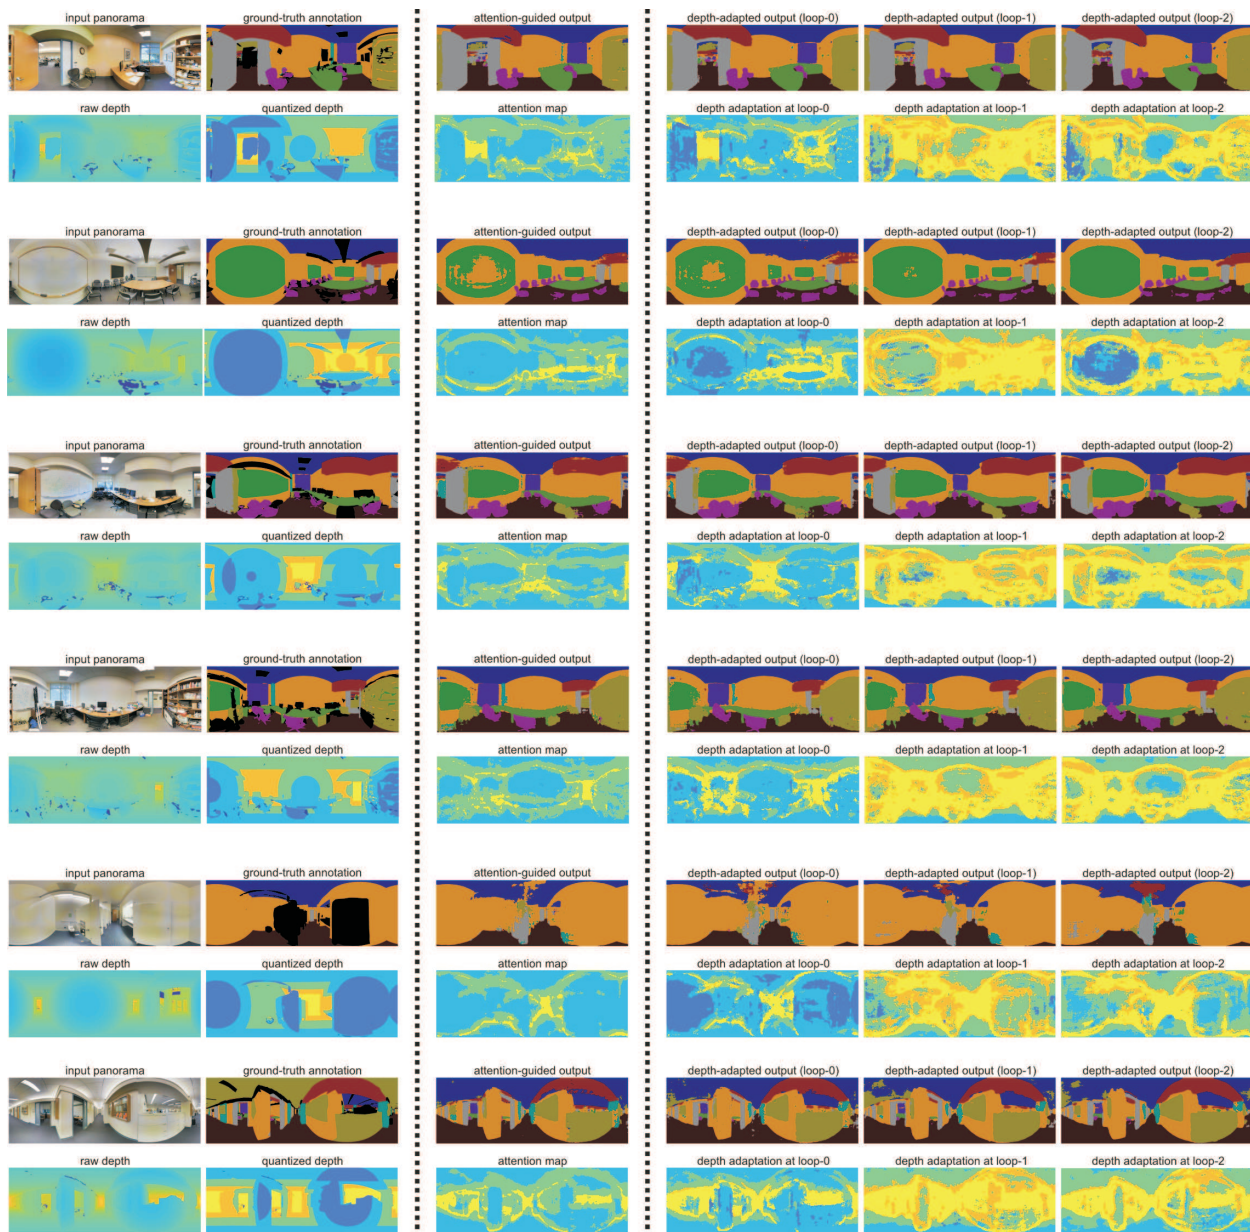 input panorama ground-truth annotation attention-guided output depth-adapted output (loop-0) depth-adapted output (loop-1) depth-adapted output (loop-2)
raw depth quantized depth attention map depth adaptation at loop-0 depth adaptation at loop-1 depth adaptation at loop-2
input panorama ground-truth annotation attention-guided output depth-adapted output (loop-0) depth-adapted output (loop-1) depth-adapted output (loop-2)
raw depth quantized depth attention map depth adaptation at loop-0 depth adaptation at loop-1 depth adaptation at loop-2
input panorama ground-truth annotation attention-guided output depth-adapted output (loop-0) depth-adapted output (loop-1) depth-adapted output (loop-2)
raw depth quantized depth attention map depth adaptation at loop-0 depth adaptation at loop-1 depth adaptation at loop-2
input panorama ground-truth annotation attention-guided output depth-adapted output (loop-0) depth-adapted output (loop-1) depth-adapted output (loop-2)
raw depth quantized depth attention map depth adaptation at loop-0 depth adaptation at loop-1 depth adaptation at loop-2
input panorama ground-truth annotation attention-guided output depth-adapted output (loop-0) depth-adapted output (loop-1) depth-adapted output (loop-2)
raw depth quantized depth attention map depth adaptation at loop-0 depth adaptation at loop-1 depth adaptation at loop-2
input panorama ground-truth annotation attention-guided output depth-adapted output (loop-0) depth-adapted output (loop-1) depth-adapted output (loop-2)
raw depth quantized depth attention map depth adaptation at loop-0 depth adaptation at loop-1 depth adaptation at loop-2